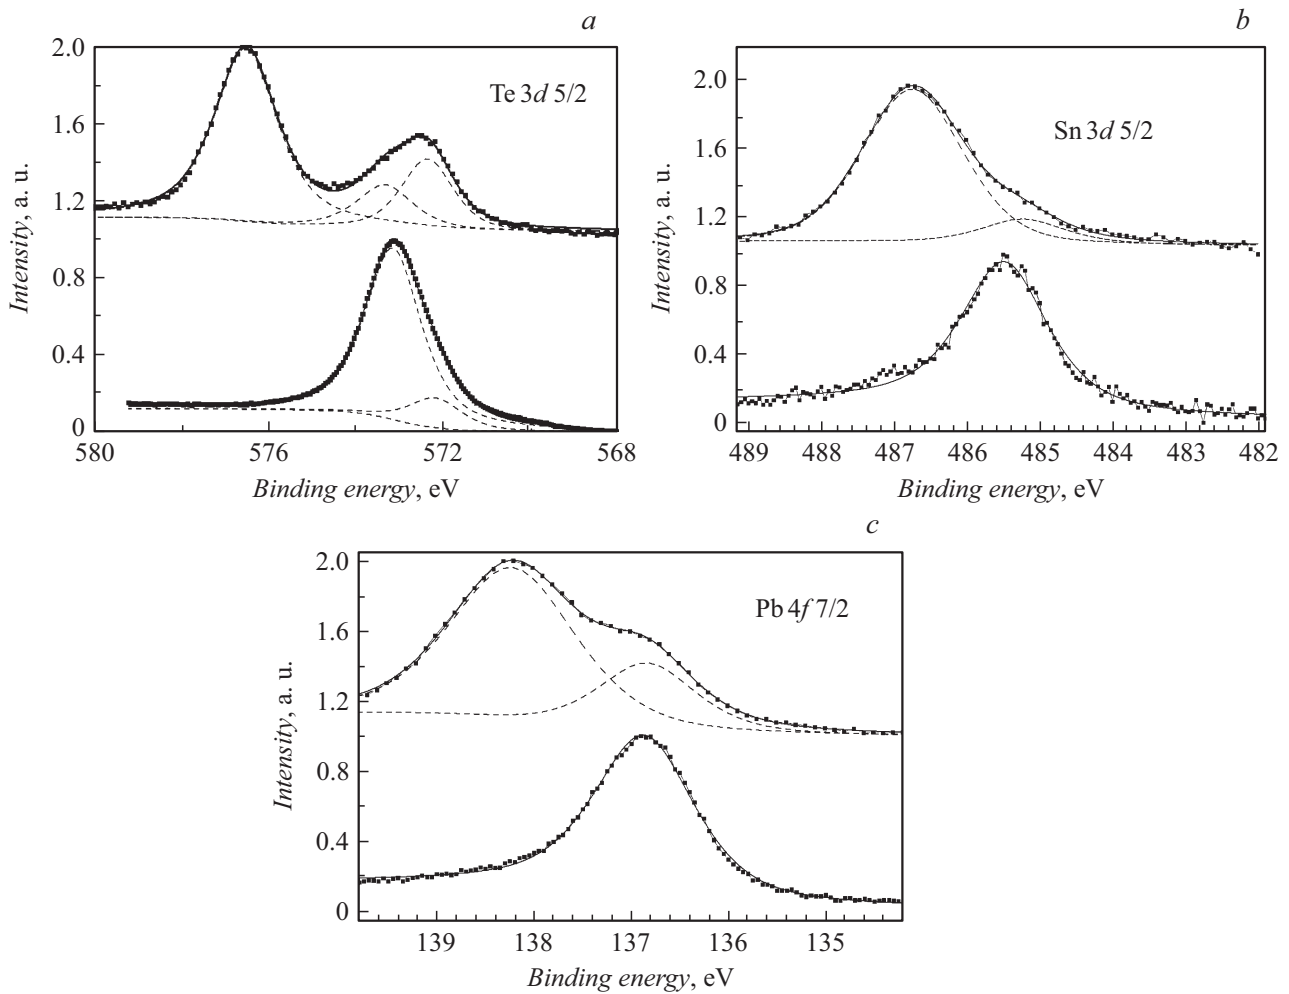 a
2.0
1.6
1.2
0.8
0.4
0
Intensity, a. u.
Te 3d 5/2
580 576 572 568
Binding energy, eV
b
2.0
1.6
1.2
0.8
0.4
0
Intensity, a. u.
Sn 3d 5/2
489 488 487 486 485 484 483 482
Binding energy, eV
c
2.0
1.6
1.2
0.8
0.4
0
Intensity, a. u.
Pb 4f 7/2
139 138 137 136 135
Binding energy, eV